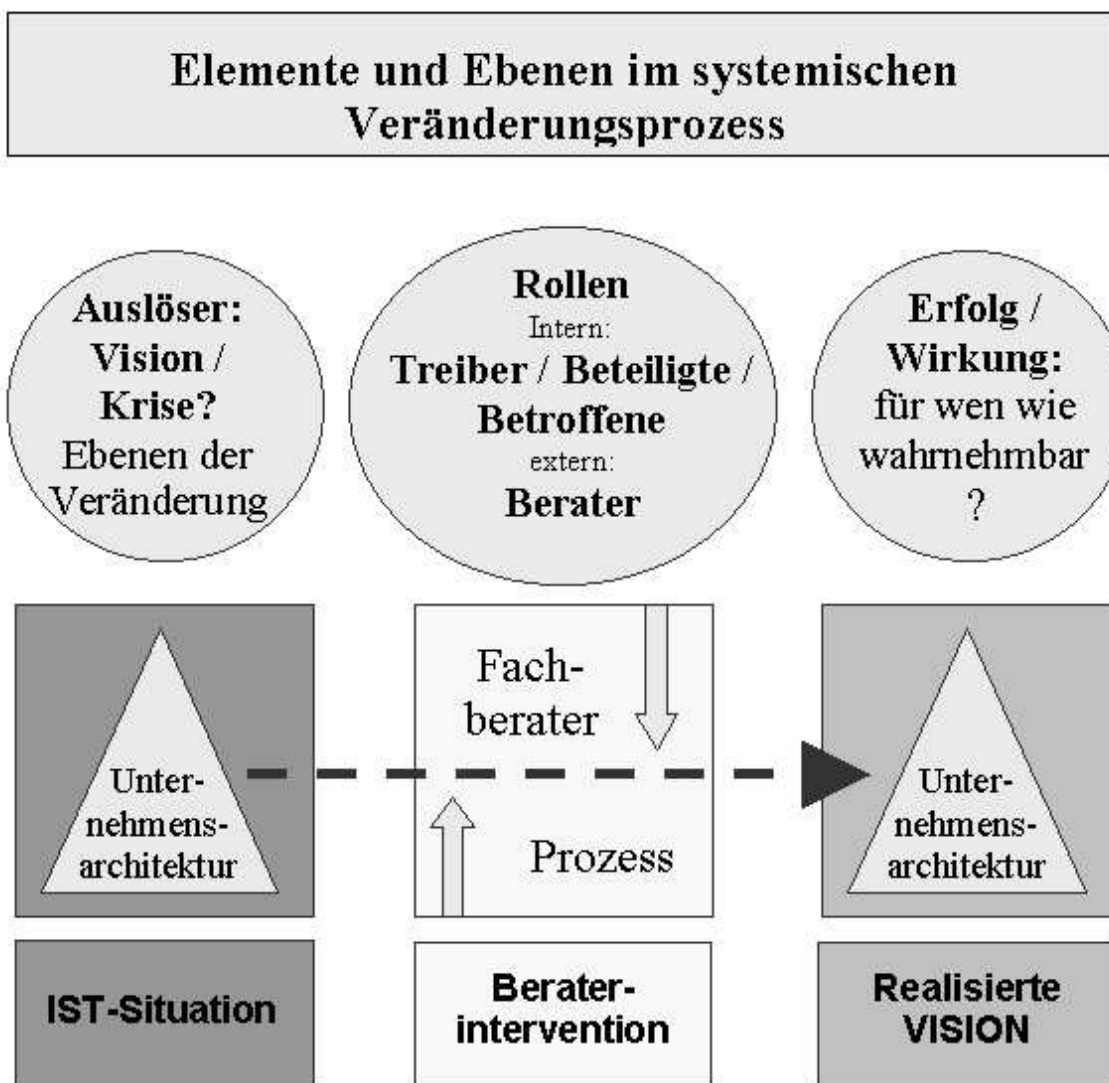 Elemente und Ebenen im systemischen
Veränderungsprozess
Auslöser:
Vision /
Krise?
Ebenen der
Veränderung
Rollen
Intern:
Treiber / Beteiligte /
Betroffene
extern:
Berater
Erfolg /
Wirkung:
für wen wie
wahrnehmbar
?
Unter-
nehmens-
architektur
Fach-
berater
Prozess
Unter-
nehmens-
architektur
IST-Situation
Berater-
intervention
Realisierte
VISION